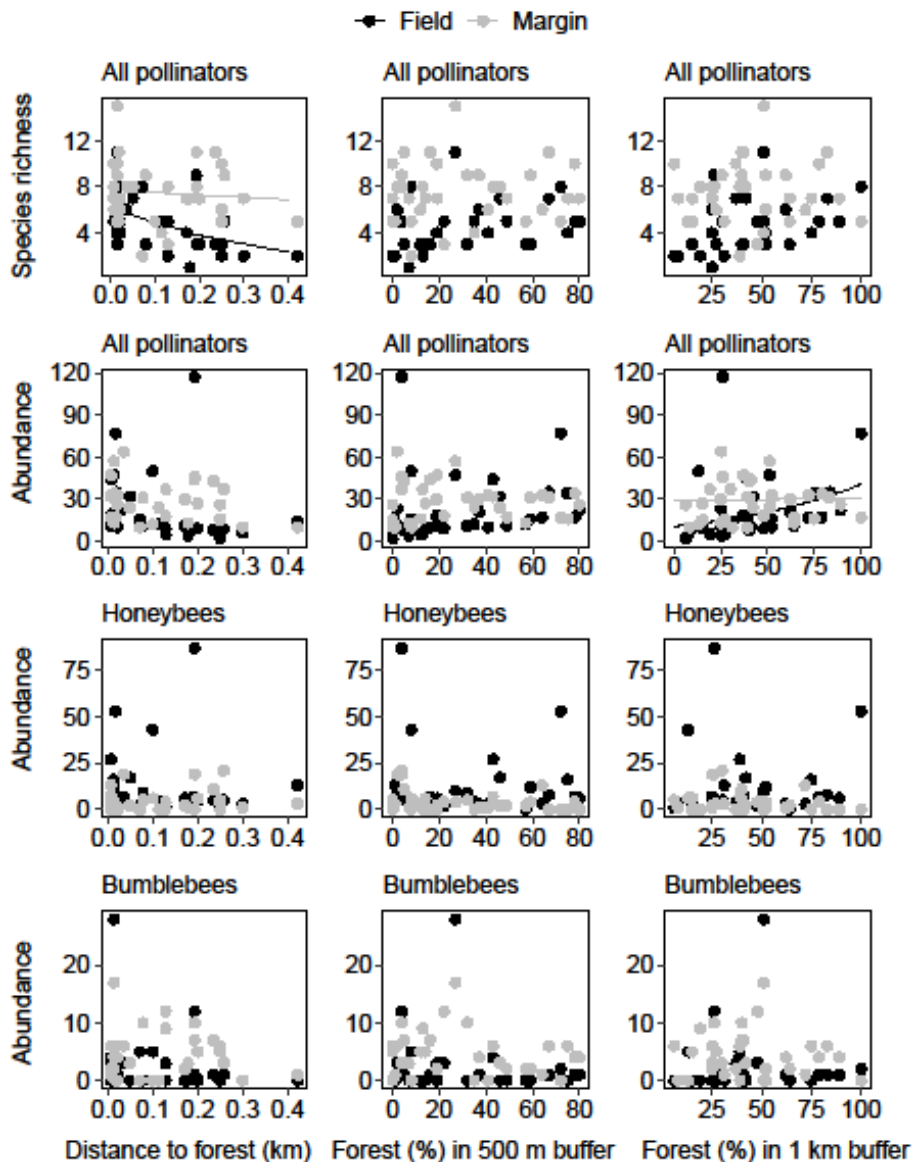 Field Margin
All pollinators All pollinators All pollinators
Species richness
12 12 12
8 8 8
4 4 4
0.0 0.1 0.2 0.3 0.4 0 20 40 60 80 25 50 75 100
All pollinators All pollinators All pollinators
Abundance
120 120 120
90 90 90
60 60 60
30 30 30
0 0 0
0.0 0.1 0.2 0.3 0.4 0 20 40 60 80 0 25 50 75 100
Honeybees Honeybees Honeybees
Abundance
75 75 75
50 50 50
25 25 25
0 0 0
0.0 0.1 0.2 0.3 0.4 0 20 40 60 80 25 50 75 100
Bumblebees Bumblebees Bumblebees
Abundance
20 20 20
10 10 10
0 0 0
0.0 0.1 0.2 0.3 0.4 0 20 40 60 80 25 50 75 100
Distance to forest (km) Forest (%) in 500 m buffer Forest (%) in 1 km buffer